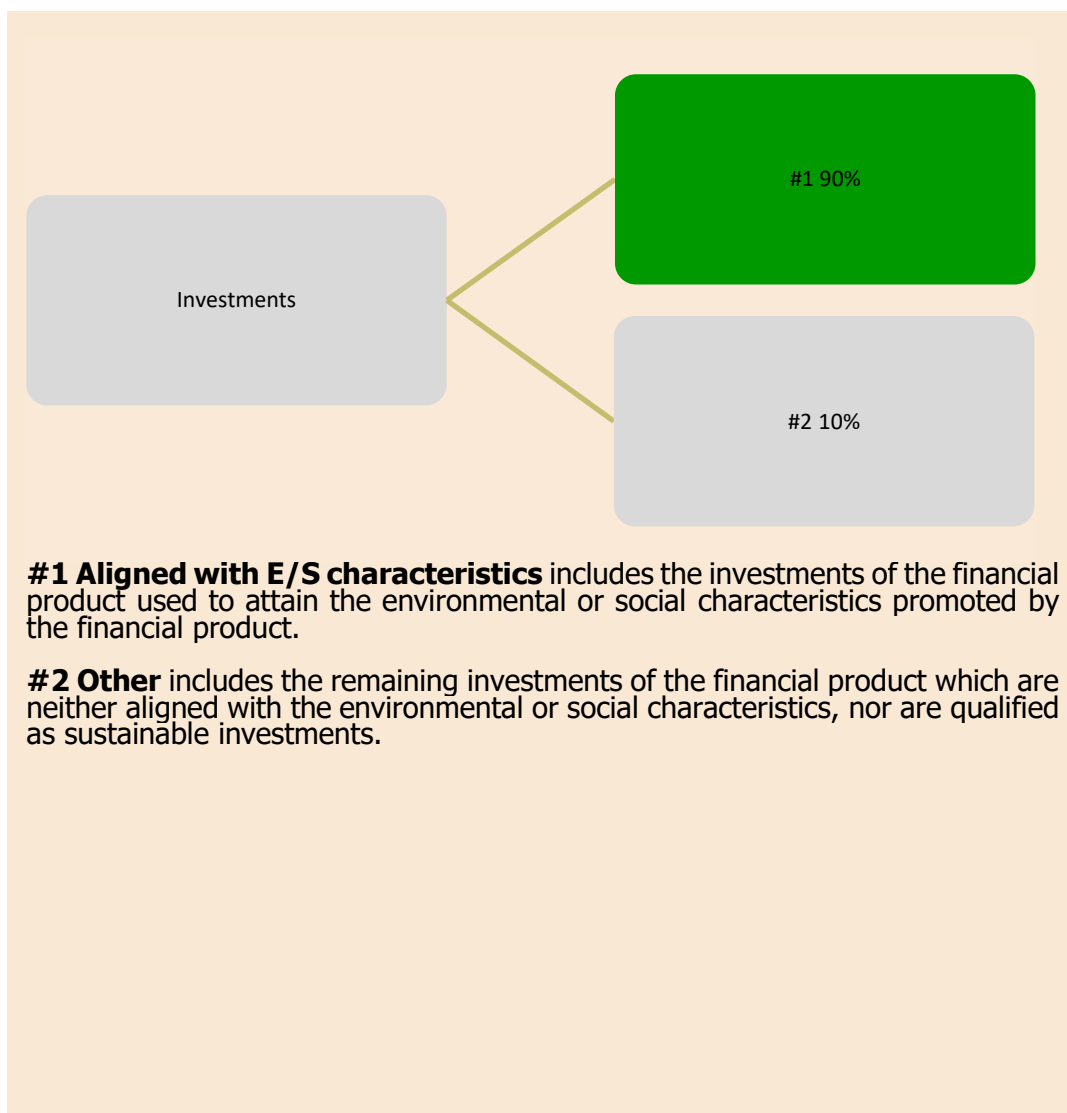 #1 90%
Investments
#2 10%
#1 Aligned with E/S characteristics includes the investments of the financial
product used to attain the environmental or social characteristics promoted by
the financial product.
#2 Other includes the remaining investments of the financial product which are
neither aligned with the environmental or social characteristics, nor are qualified
as sustainable investments.